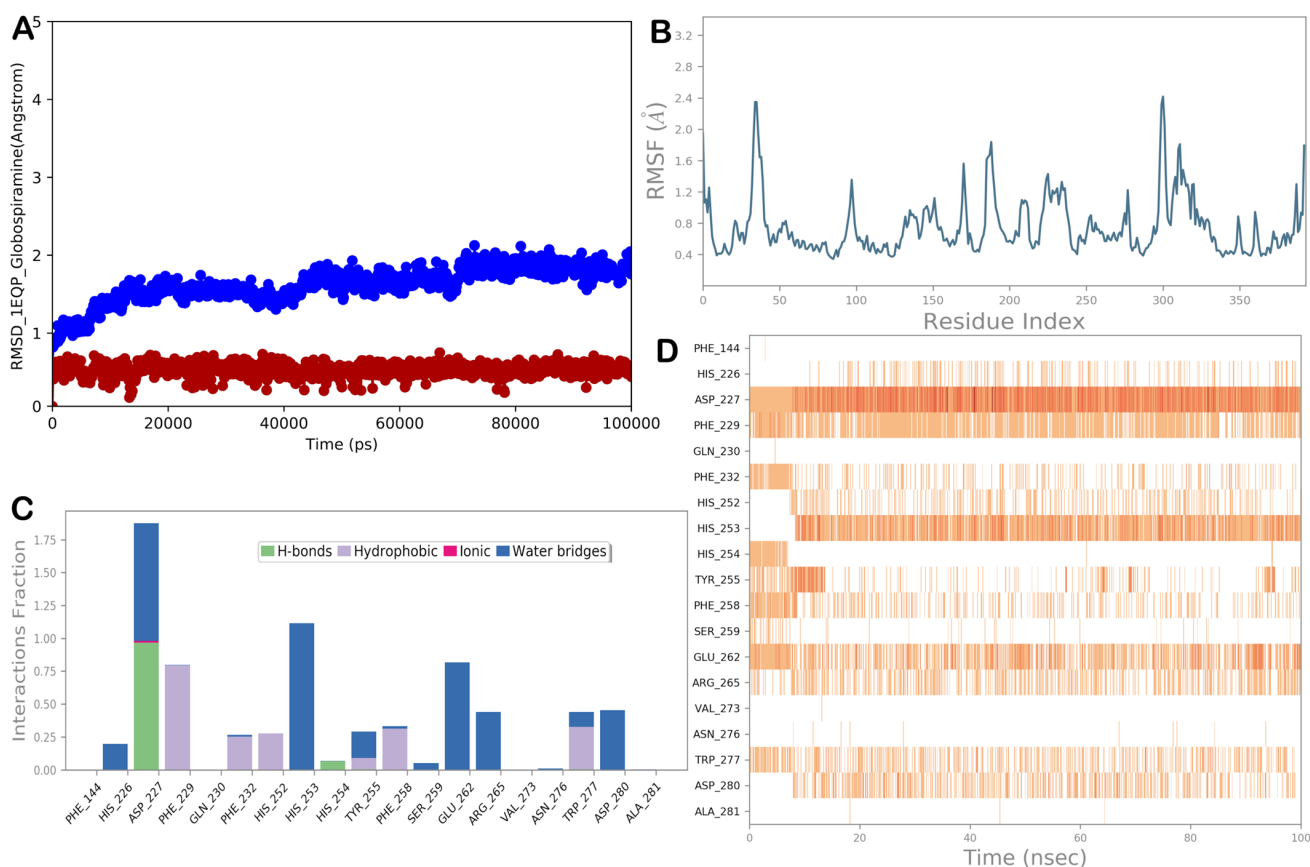 A
5
4
3
2
1
0
RMSD_1EQP_Globospiramine(Angstrom)
0
20000
40000
60000
80000
100000
Time (ps)
B
3.2
2.8
2.4
2.0
1.6
1.2
0.8
0.4
RMSF (Å)
0
50
100
150
200
250
300
350
Residue Index
C
1.75
1.50
1.25
1.00
0.75
0.50
0.25
0.00
Interactions Fraction
H-bonds Hydrophobic Ionic Water bridges
PHE_144
HIS_226
ASP_227
PHE_229
GLN_230
PHE_232
HIS_252
HIS_253
HIS_254
TYR_255
PHE_258
SER_259
GLU_262
ARG_265
VAL_273
ASN_276
TRP_277
ASP_280
ALA_281
D
PHE_144
HIS_226
ASP_227
PHE_229
GLN_230
PHE_232
HIS_252
HIS_253
HIS_254
TYR_255
PHE_258
SER_259
GLU_262
ARG_265
VAL_273
ASN_276
TRP_277
ASP_280
ALA_281
0
20
40
60
80
100
Time (nsec)